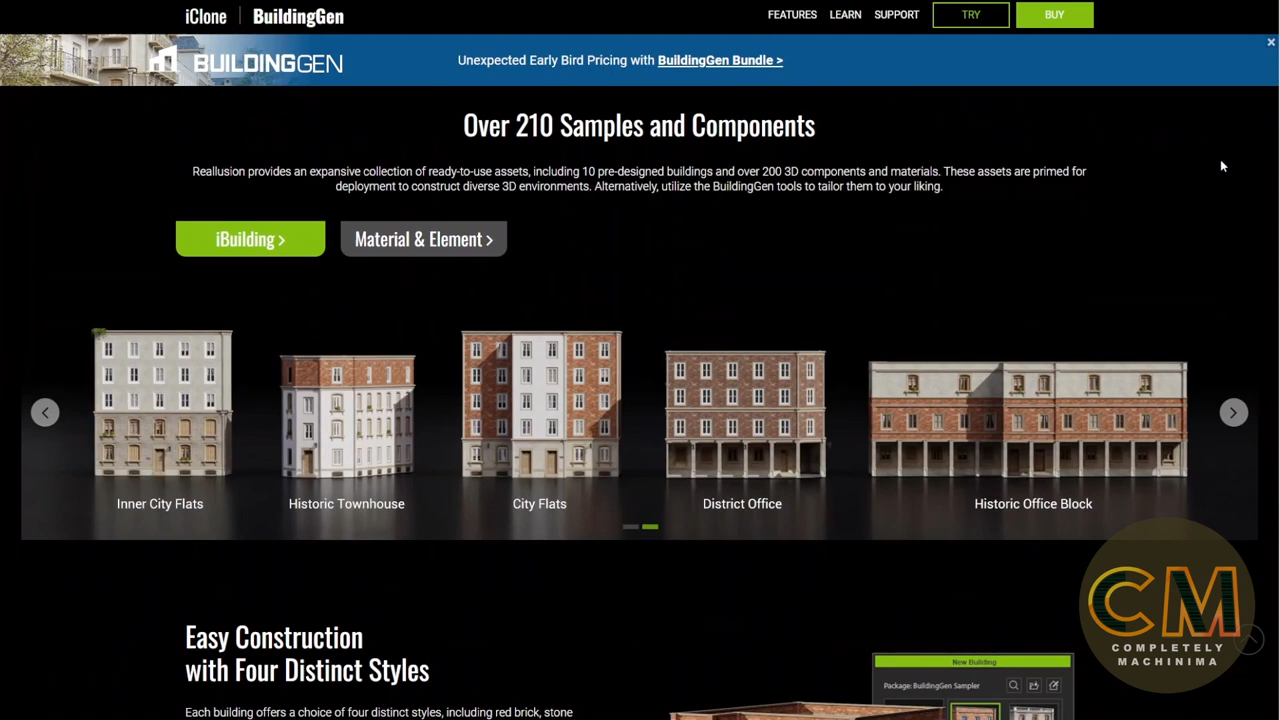 iClone | BuildingGen
FEATURES LEARN SUPPORT TRY BUY
BUILDINGGEN
Unexpected Early Bird Pricing with BuildingGen Bundle >
Over 210 Samples and Components
Reallusion provides an expansive collection of ready-to-use assets, including 10 pre-designed buildings and over 200 3D components and materials. These assets are primed for
deployment to construct diverse 3D environments. Alternatively, utilize the BuildingGen tools to tailor them to your liking.
iBuilding >
Material & Element >
Inner City Flats
Historic Townhouse
City Flats
District Office
Historic Office Block
Easy Construction
with Four Distinct Styles
Each building offers a choice of four distinct styles, including red brick, stone
New Building
Package: BuildingGen Sampler
CM
COMPLETELY
MACHINIMA